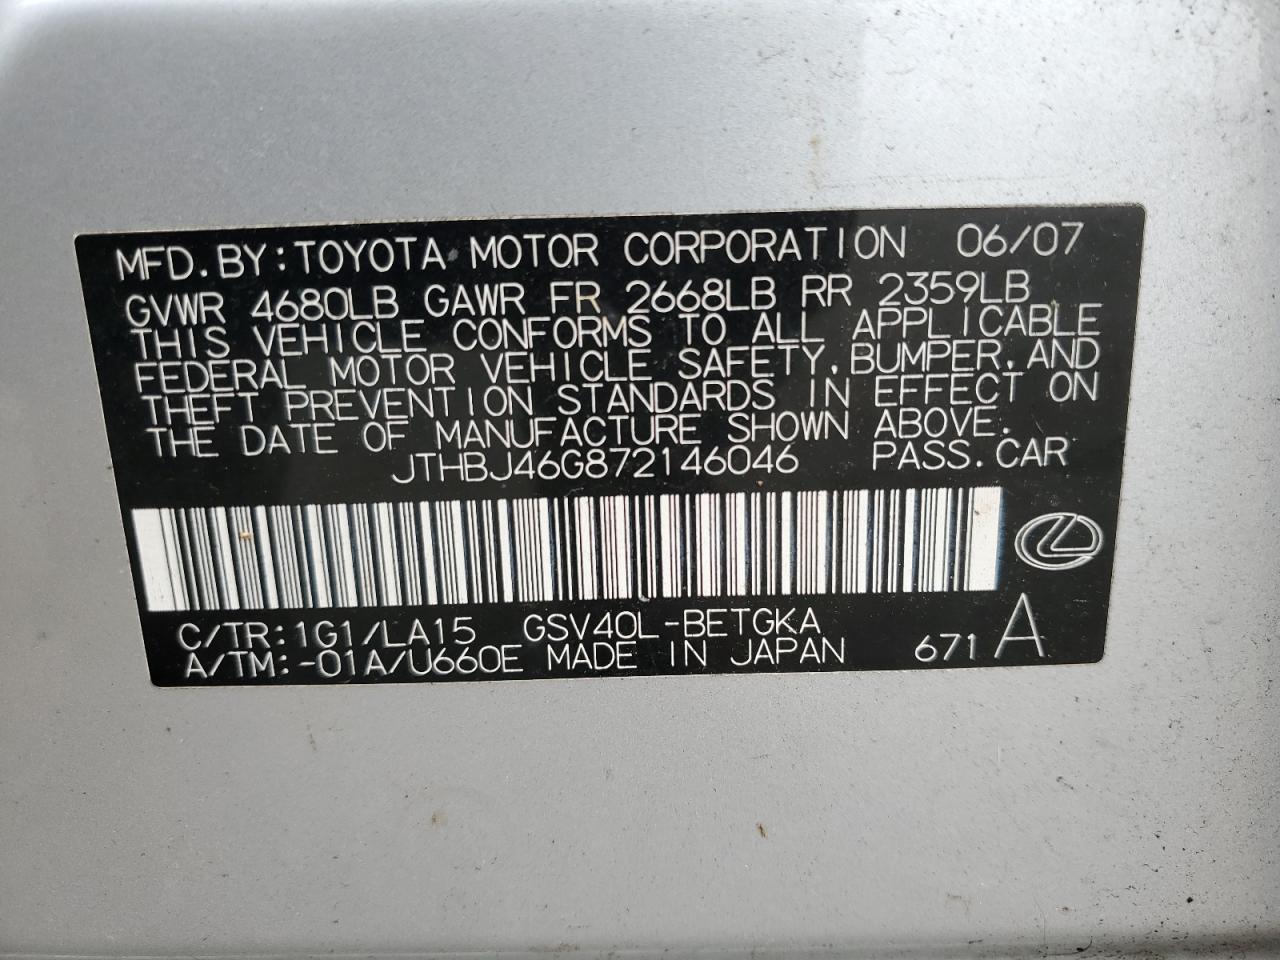 MFD. BY: TOYOTA MOTOR CORPORATION 06/07
GVWR 4680LB GAWR FR 2668LB RR 2359LB
THIS VEHICLE CONFORMS TO ALL APPLICABLE
FEDERAL MOTOR VEHICLE SAFETY, BUMPER, AND
THEFT PREVENTION STANDARDS IN EFFECT ON
THE DATE OF MANUFACTURE SHOWN ABOVE.
JTHBJ46G872146046 PASS. CAR
C/TR: 1G1/LA15 GSV40L-BETGKA
A/TM: -01A/U660E MADE IN JAPAN 671 A